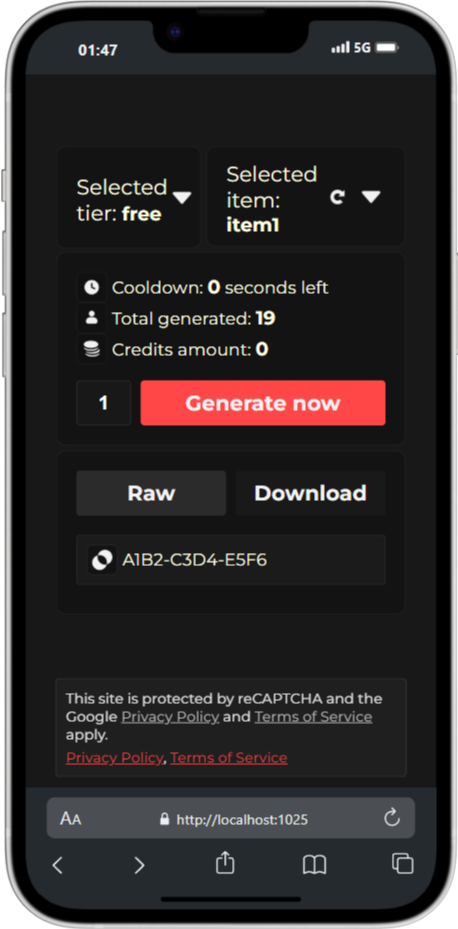 01:47
5G
Selected
tier: free
Selected
item:
item1
Cooldown: 0 seconds left
Total generated: 19
Credits amount: 0
1
Generate now
Raw
Download
A1B2-C3D4-E5F6
This site is protected by reCAPTCHA and the
Google Privacy Policy and Terms of Service
apply.
Privacy Policy, Terms of Service
AA
http://localhost:1025